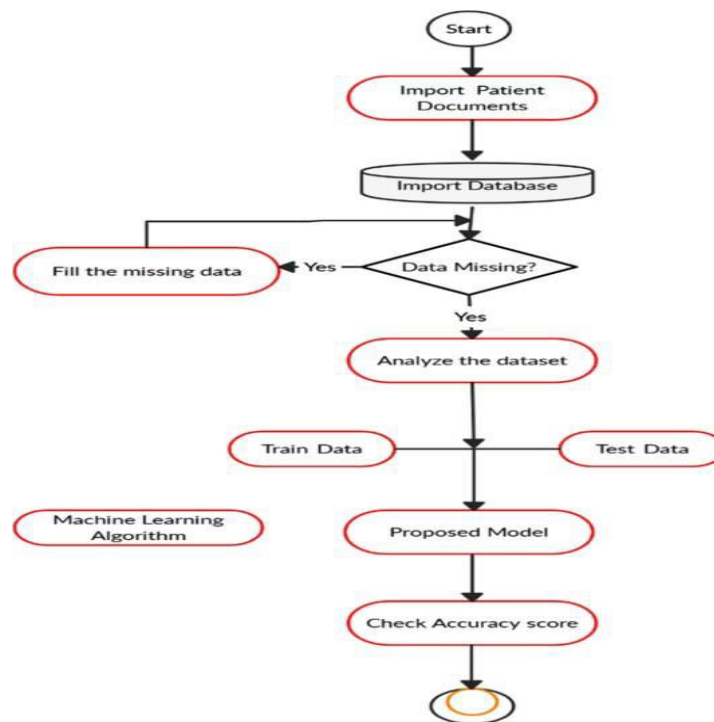 Start
Import Patient
Documents
Import Database
Fill the missing data
Yes
Data Missing?
Yes
Analyze the dataset
Train Data
Test Data
Machine Learning
Algorithm
Proposed Model
Check Accuracy score